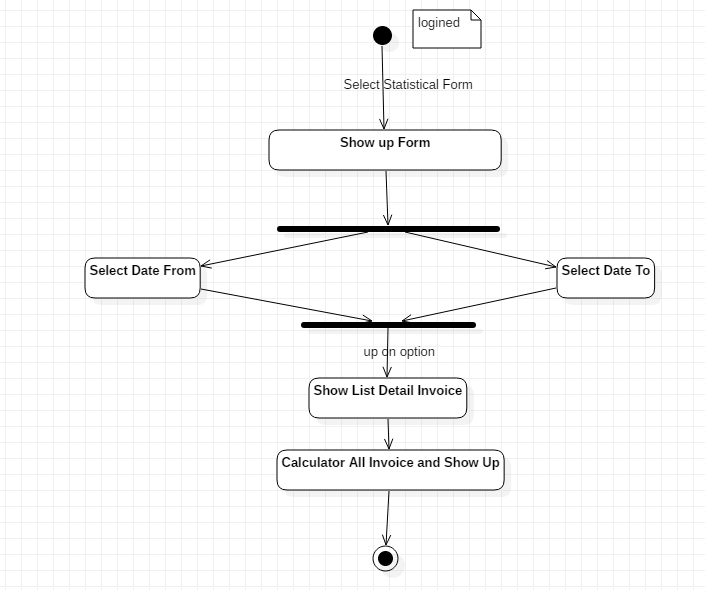 logined
Select Statistical Form
Show up Form
Select Date From
Select Date To
up on option
Show List Detail Invoice
Calculator All Invoice and Show Up